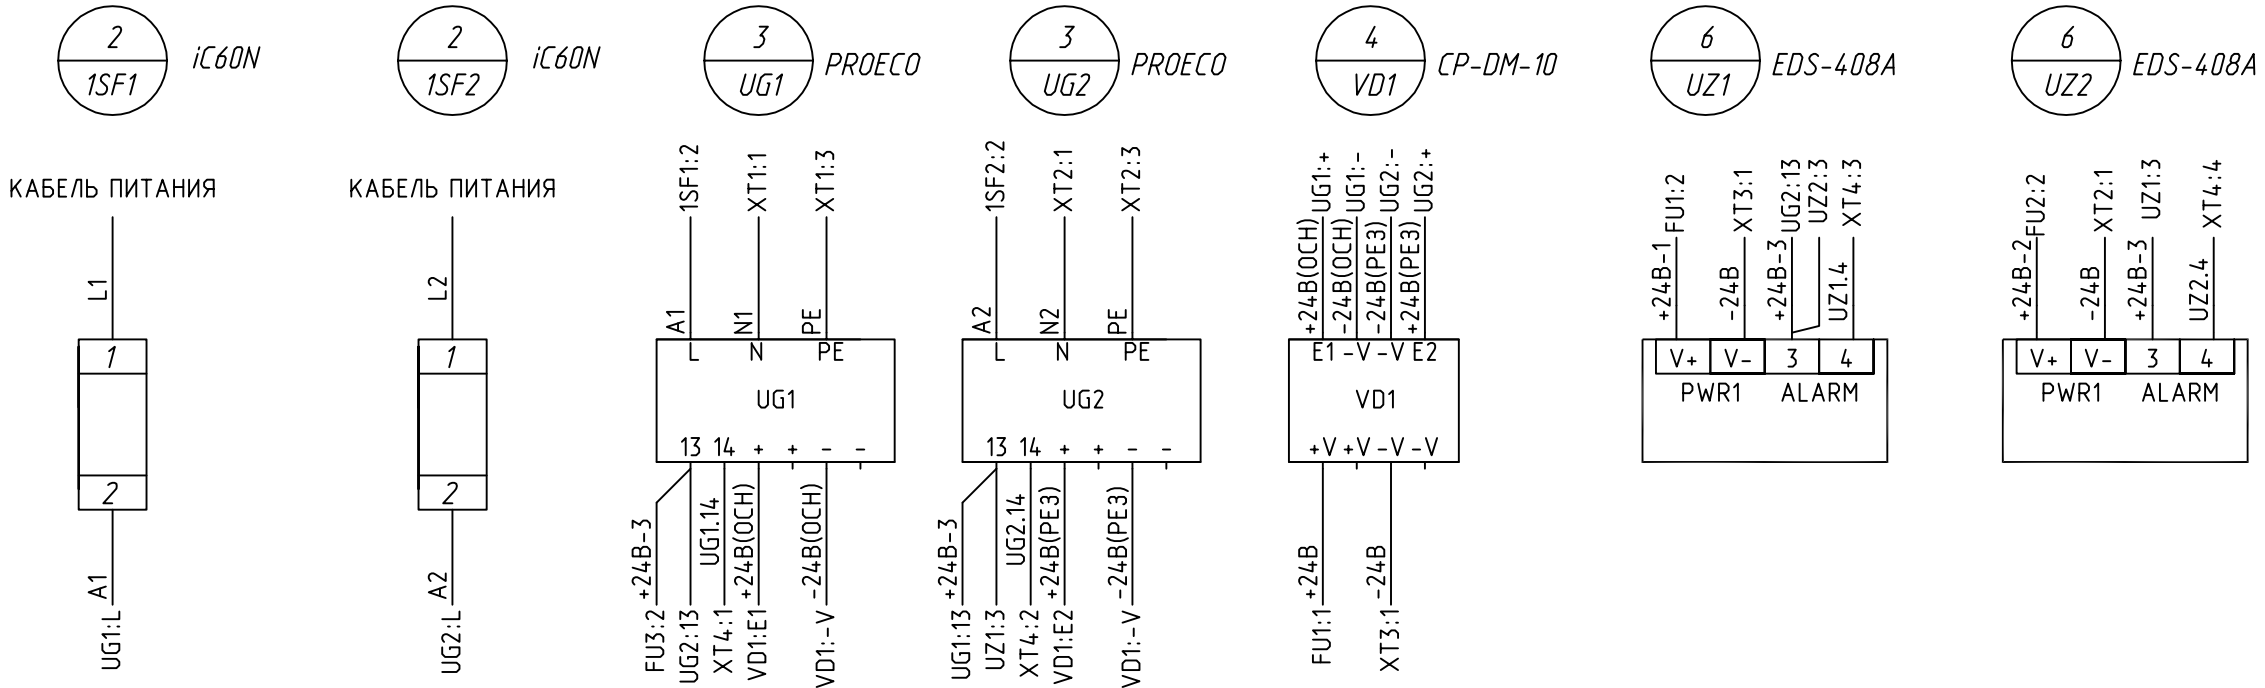 2
1SF1
iC60N
КАБЕЛЬ ПИТАНИЯ
L1
1
2
A1
UG1:L
2
1SF2
iC60N
КАБЕЛЬ ПИТАНИЯ
L2
1
2
A2
UG2:L
3
UG1
PROECO
1SF1:2
XT1:1
XT1:3
A1
N1
PE
L N PE
UG1
13 14 + + - -
+24В-3
UG1.14
+24В(ОСН)
-24В(ОСН)
FU3:2
UG2:13
XT4:1
VD1:E1
VD1:-V
3
UG2
PROECO
1SF2:2
XT2:1
XT2:3
A2
N2
PE
L N PE
UG2
13 14 + + - -
+24В-3
UG2.14
+24В(РЕЗ)
-24В(РЕЗ)
UG1:13
UZ1:3
XT4:2
VD1:E2
VD1:-V
4
VD1
CP-DM-10
UG1:+
UG1:-
UG2:-
UG2:+
+24В(ОСН)
-24В(ОСН)
-24В(РЕЗ)
+24В(РЕЗ)
E1 -V -V E2
VD1
+V +V -V -V
+24В
-24В
FU1:1
XT3:1
6
UZ1
EDS-408A
FU1:2
XT3:1
UG2:13
UZ2:3
XT4:3
+24В-1
-24В
+24В-3
UZ1.4
V+ V- 3 4
PWR1 ALARM
6
UZ2
EDS-408A
FU2:2
XT2:1
UZ1:3
XT4:4
+24В-2
-24В
+24В-3
UZ2.4
V+ V- 3 4
PWR1 ALARM